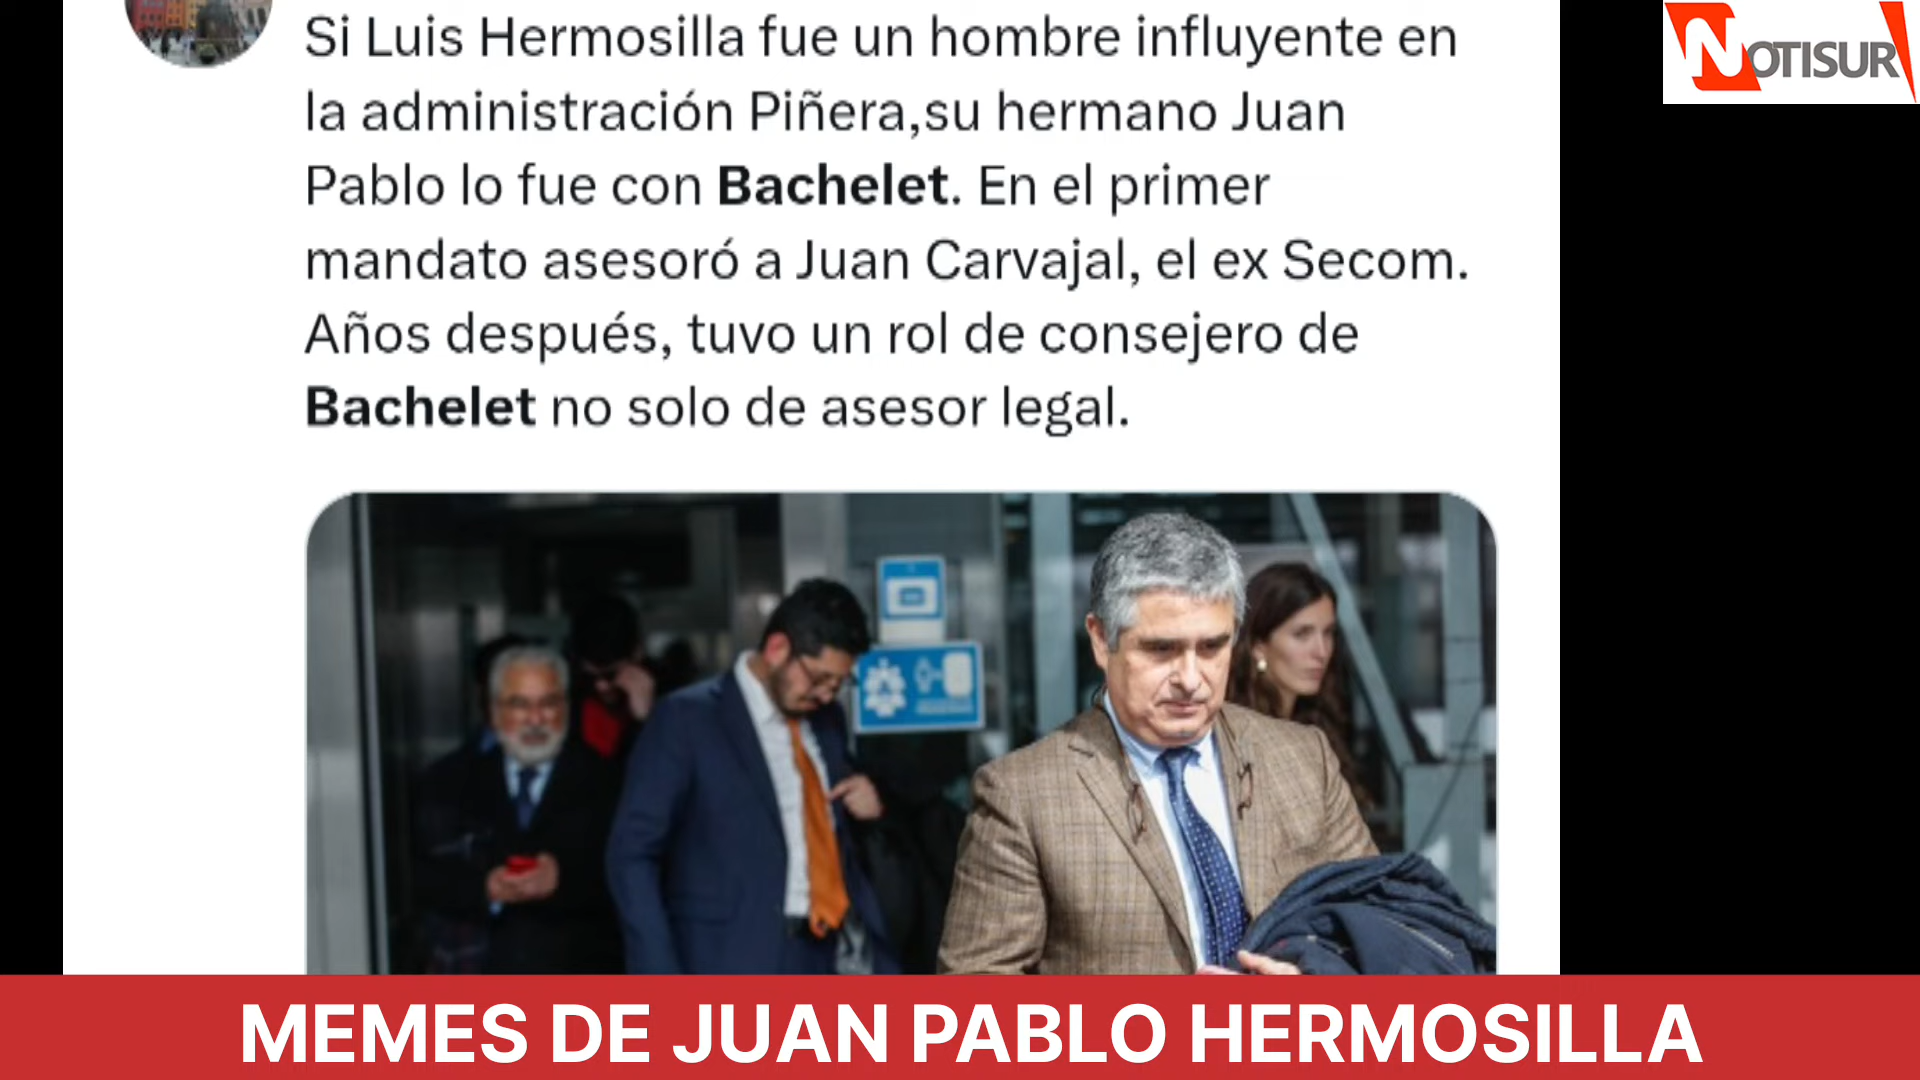 Si Luis Hermosilla fue un hombre influyente en
la administración Piñera,su hermano Juan
Pablo lo fue con Bachelet. En el primer
mandato asesoró a Juan Carvajal, el ex Secom.
Años después, tuvo un rol de consejero de
Bachelet no solo de asesor legal.
NOTISUR
MEMES DE JUAN PABLO HERMOSILLA